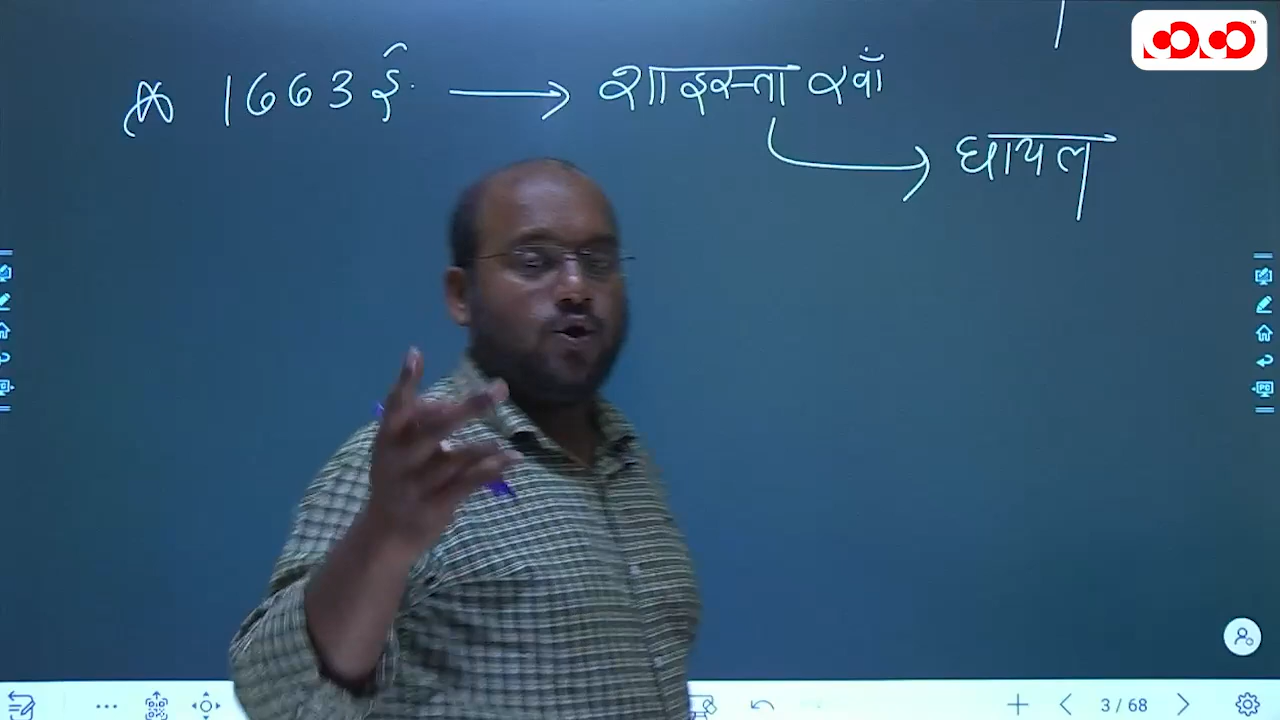 ☆ 1663 ई. → शाइस्ता खाँ
→ घायल
3 / 68